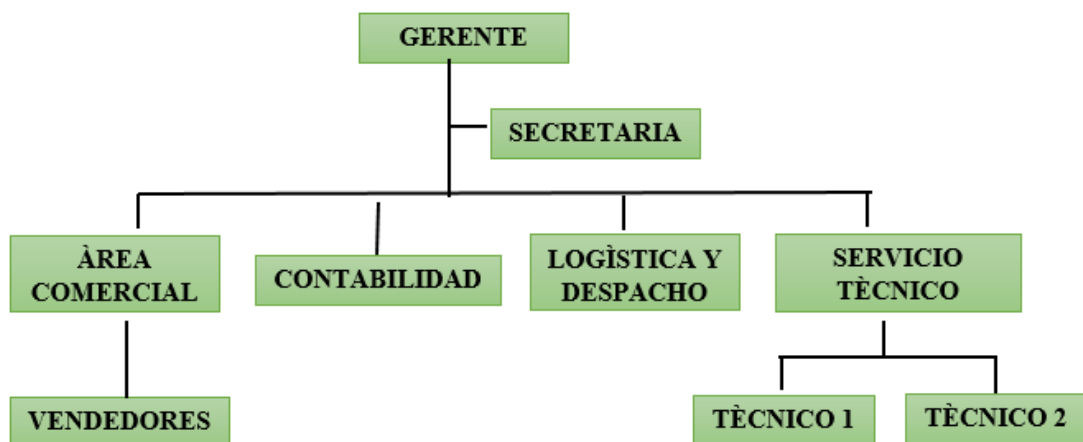 GERENTE
SECRETARIA
ÀREA
COMERCIAL
CONTABILIDAD
LOGÌSTICA Y
DESPACHO
SERVICIO
TÈCNICO
VENDEDORES
TÈCNICO 1
TÈCNICO 2